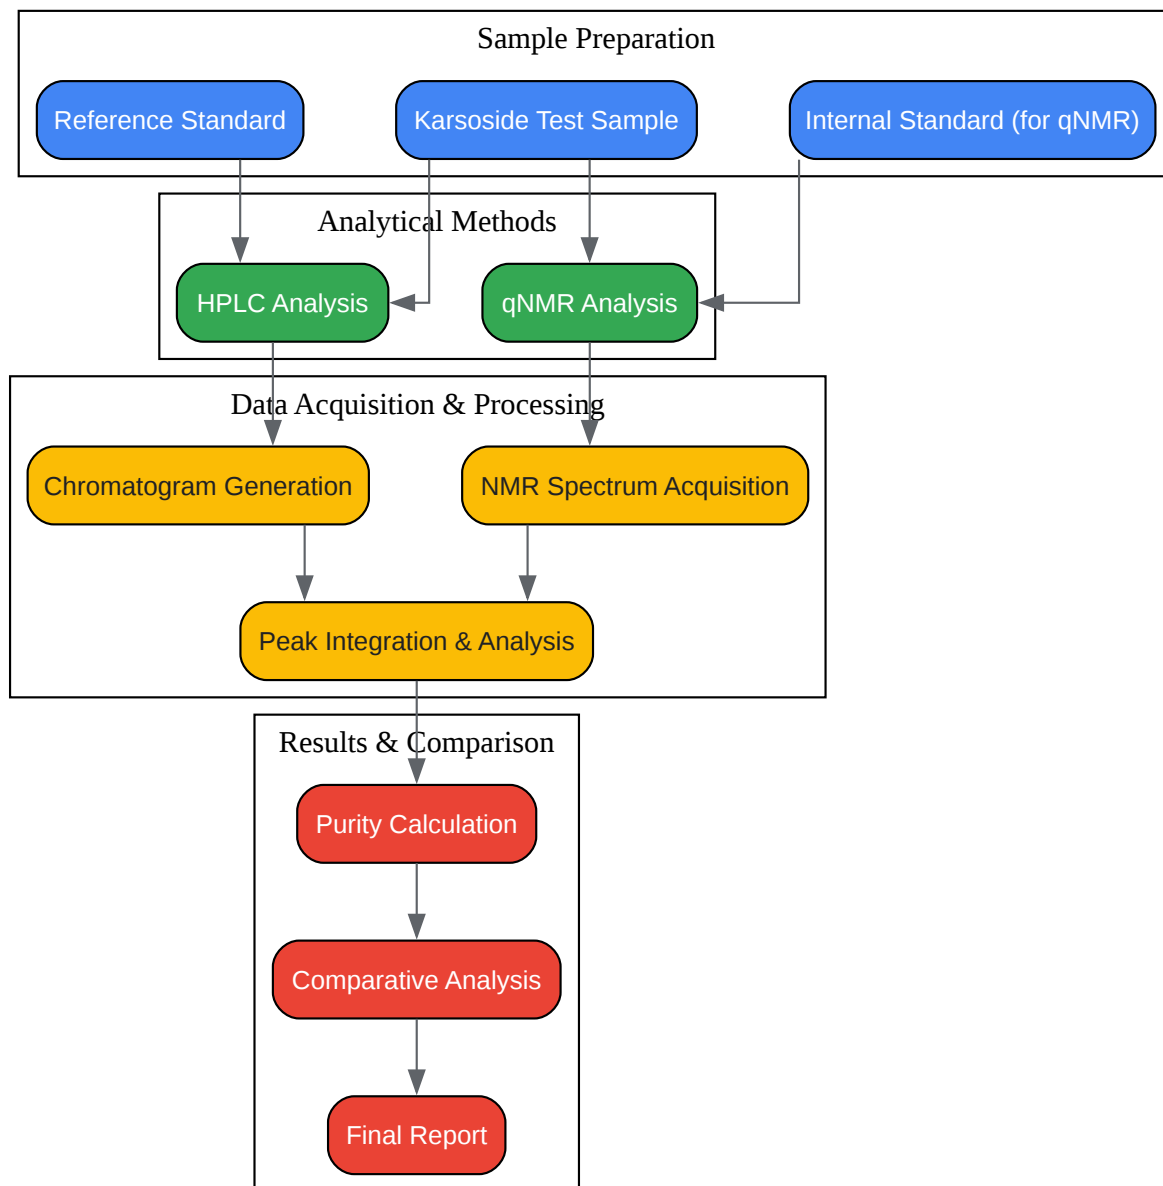 Sample Preparation
Reference Standard
Karsoside Test Sample
Internal Standard (for qNMR)
Analytical Methods
HPLC Analysis
qNMR Analysis
Data Acquisition & Processing
Chromatogram Generation
NMR Spectrum Acquisition
Peak Integration & Analysis
Results & Comparison
Purity Calculation
Comparative Analysis
Final Report